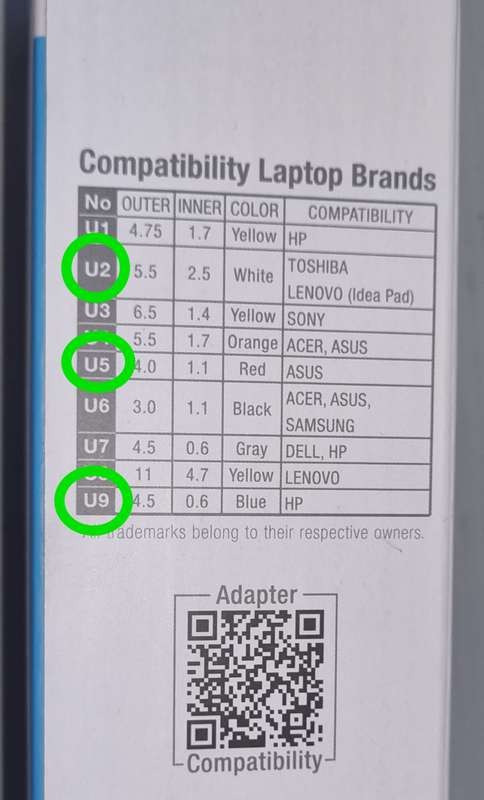 Compatibility Laptop Brands
No OUTER INNER COLOR COMPATIBILITY
U1 4.75 1.7 Yellow HP
U2 5.5 2.5 White TOSHIBA
LENOVO (Idea Pad)
U3 6.5 1.4 Yellow SONY
5.5 1.7 Orange ACER, ASUS
U5 4.0 1.1 Red ASUS
U6 3.0 1.1 Black ACER, ASUS,
SAMSUNG
U7 4.5 0.6 Gray DELL, HP
11 4.7 Yellow LENOVO
U9 4.5 0.6 Blue HP
All trademarks belong to their respective owners.
Adapter
Compatibility